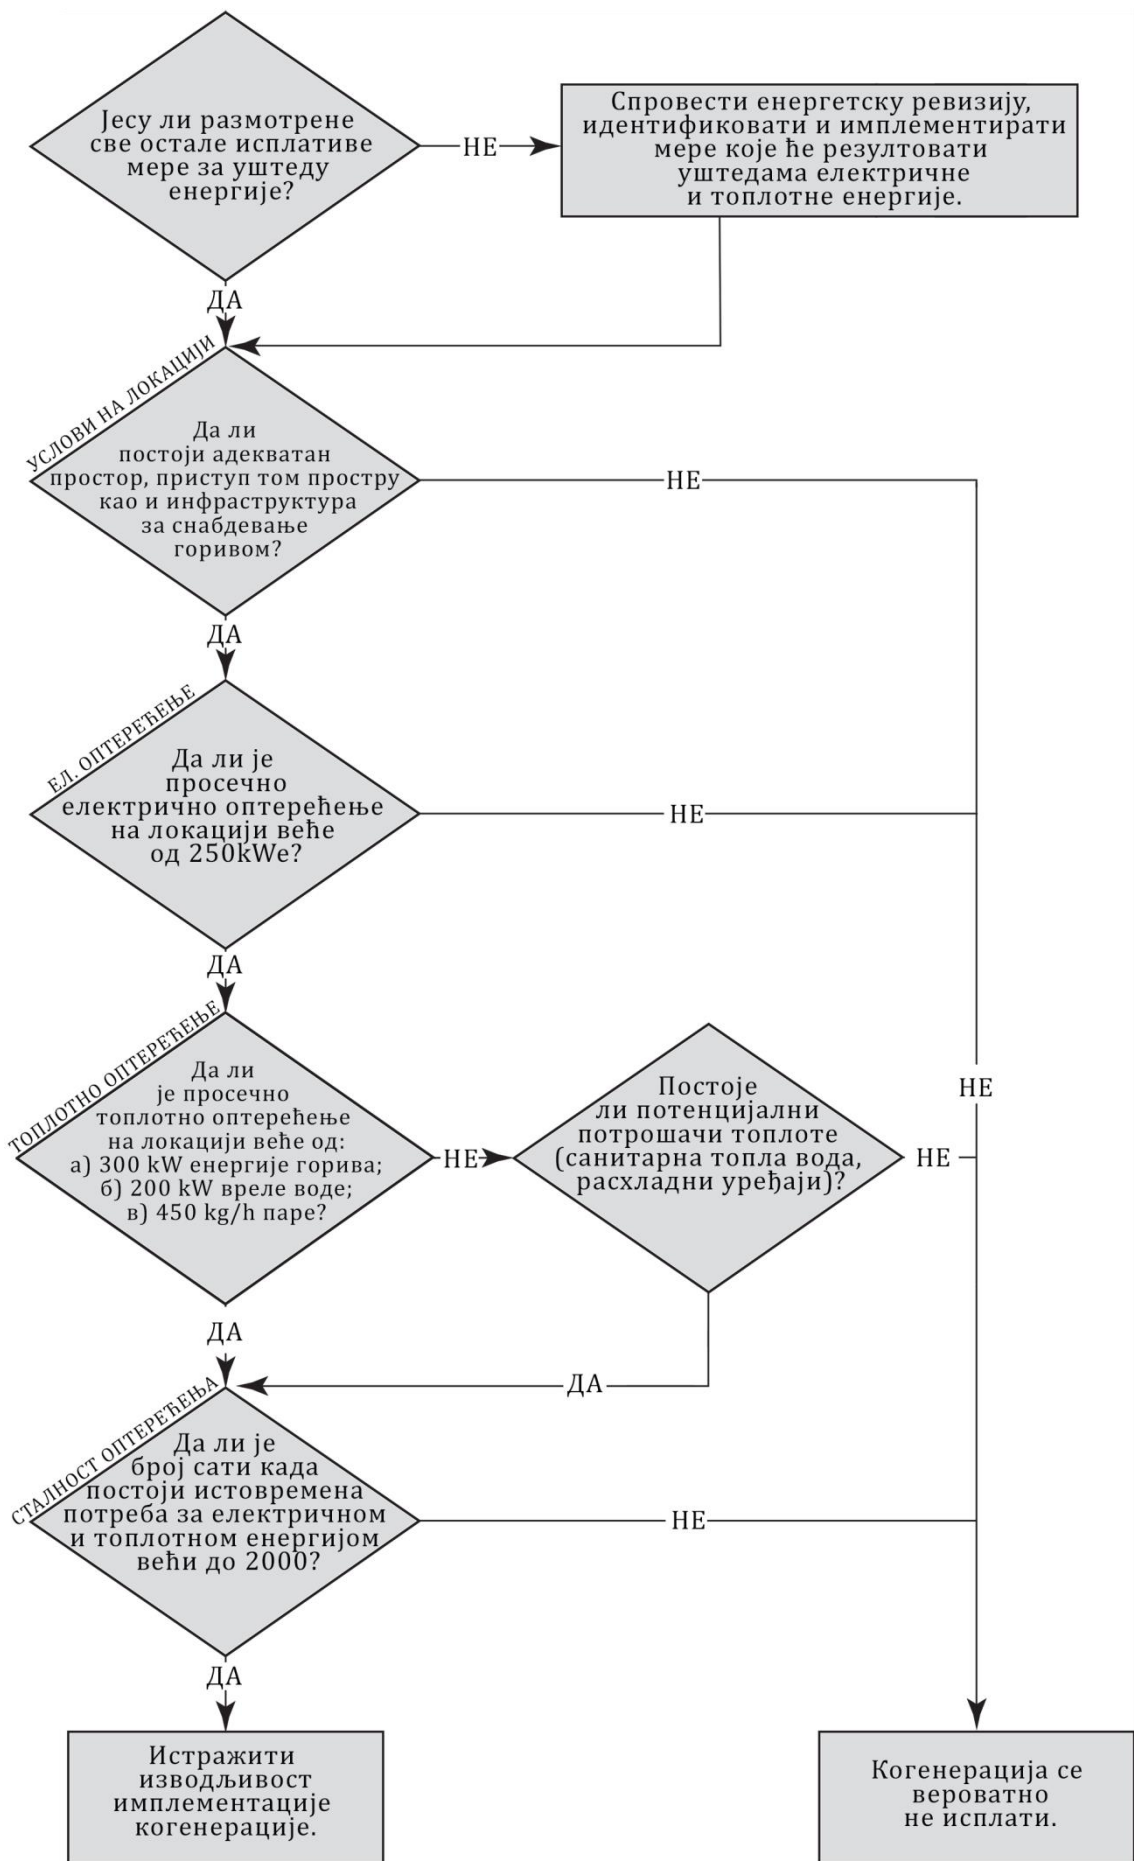 Јесу ли размотрене
све остале исплативе
мере за уштеду
енергије?
НЕ
Спровести енергетску ревизију,
идентификовати и имплементирати
мере које ће резултовати
уштедама електричне
и топлотне енергије.
ДА
УСЛОВИ НА ЛОКАЦИЈИ
Да ли
постоји адекватан
простор, приступ том простру
као и инфраструктура
за снабдевање
горивом?
НЕ
ДА
ЕЛ. ОПТЕРЕЋЕЊЕ
Да ли је
просечно
електрично оптерећење
на локацији веће
од 250kWe?
НЕ
ДА
ТОПЛОТНО ОПТЕРЕЋЕЊЕ
Да ли
је просечно
топлотно оптерећење
на локацији веће од:
а) 300 kW енергије горива;
б) 200 kW вреле воде;
в) 450 kg/h паре?
НЕ
Постоје
ли потенцијални
потрошачи топлоте
(санитарна топла вода,
расхладни уређаји)?
НЕ
НЕ
ДА
ДА
СТАЛНОСТ ОПТЕРЕЋЕЊА
Да ли је
број сати када
постоји истовремена
потреба за електричном
и топлотном енергијом
већи до 2000?
НЕ
ДА
Истражити
изводљивост
имплементације
когенерације.
Когенерација се
вероватно
не исплати.